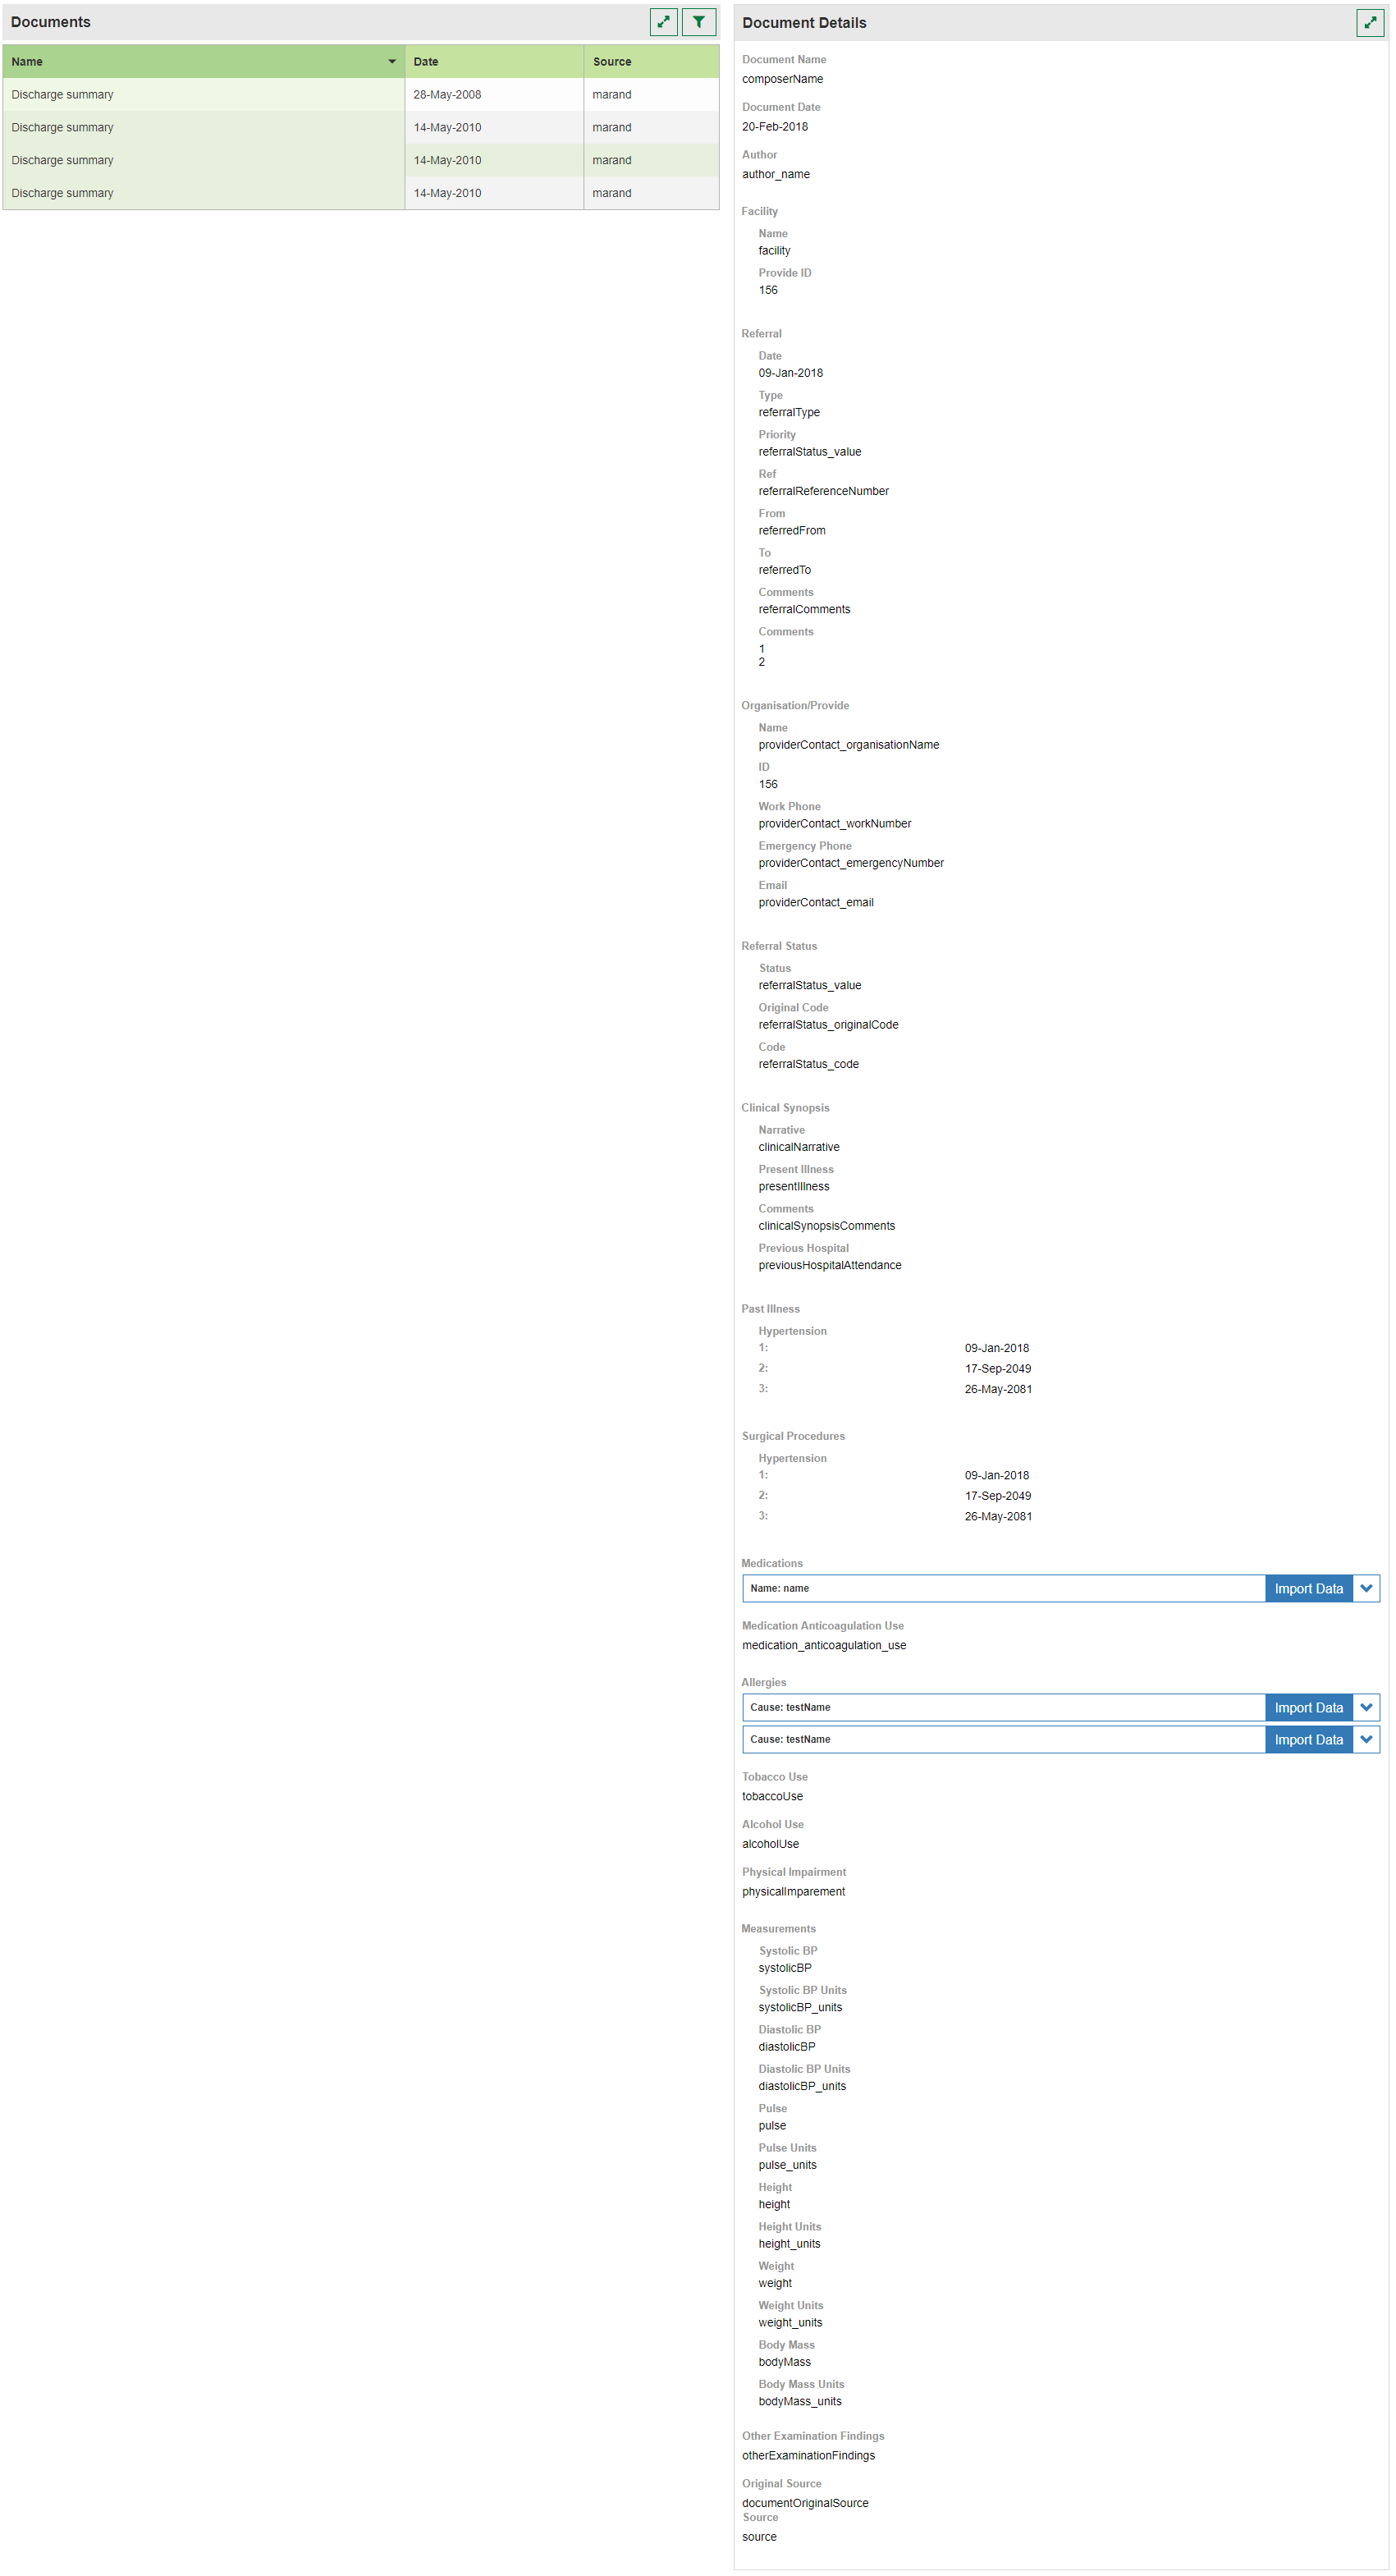 Documents
Name Date Source
Discharge summary 28-May-2008 marand
Discharge summary 14-May-2010 marand
Discharge summary 14-May-2010 marand
Discharge summary 14-May-2010 marand
Document Details
Document Name
composerName
Document Date
20-Feb-2018
Author
author_name
Facility
Name
facility
Provide ID
156
Referral
Date
09-Jan-2018
Type
referralType
Priority
referralStatus_value
Ref
referralReferenceNumber
From
referredFrom
To
referredTo
Comments
referralComments
Comments
1
2
Organisation/Provide
Name
providerContact_organisationName
ID
156
Work Phone
providerContact_workNumber
Emergency Phone
providerContact_emergencyNumber
Email
providerContact_email
Referral Status
Status
referralStatus_value
Original Code
referralStatus_originalCode
Code
referralStatus_code
Clinical Synopsis
Narrative
clinicalNarrative
Present Illness
presentIllness
Comments
clinicalSynopsisComments
Previous Hospital
previousHospitalAttendance
Past Illness
Hypertension
1: 09-Jan-2018
2: 17-Sep-2049
3: 26-May-2081
Surgical Procedures
Hypertension
1: 09-Jan-2018
2: 17-Sep-2049
3: 26-May-2081
Medications
Name: name Import Data
Medication Anticoagulation Use
medication_anticoagulation_use
Allergies
Cause: testName Import Data
Cause: testName Import Data
Tobacco Use
tobaccoUse
Alcohol Use
alcoholUse
Physical Impairment
physicalImparement
Measurements
Systolic BP
systolicBP
Systolic BP Units
systolicBP_units
Diastolic BP
diastolicBP
Diastolic BP Units
diastolicBP_units
Pulse
pulse
Pulse Units
pulse_units
Height
height
Height Units
height_units
Weight
weight
Weight Units
weight_units
Body Mass
bodyMass
Body Mass Units
bodyMass_units
Other Examination Findings
otherExaminationFindings
Original Source
documentOriginalSource
Source
source